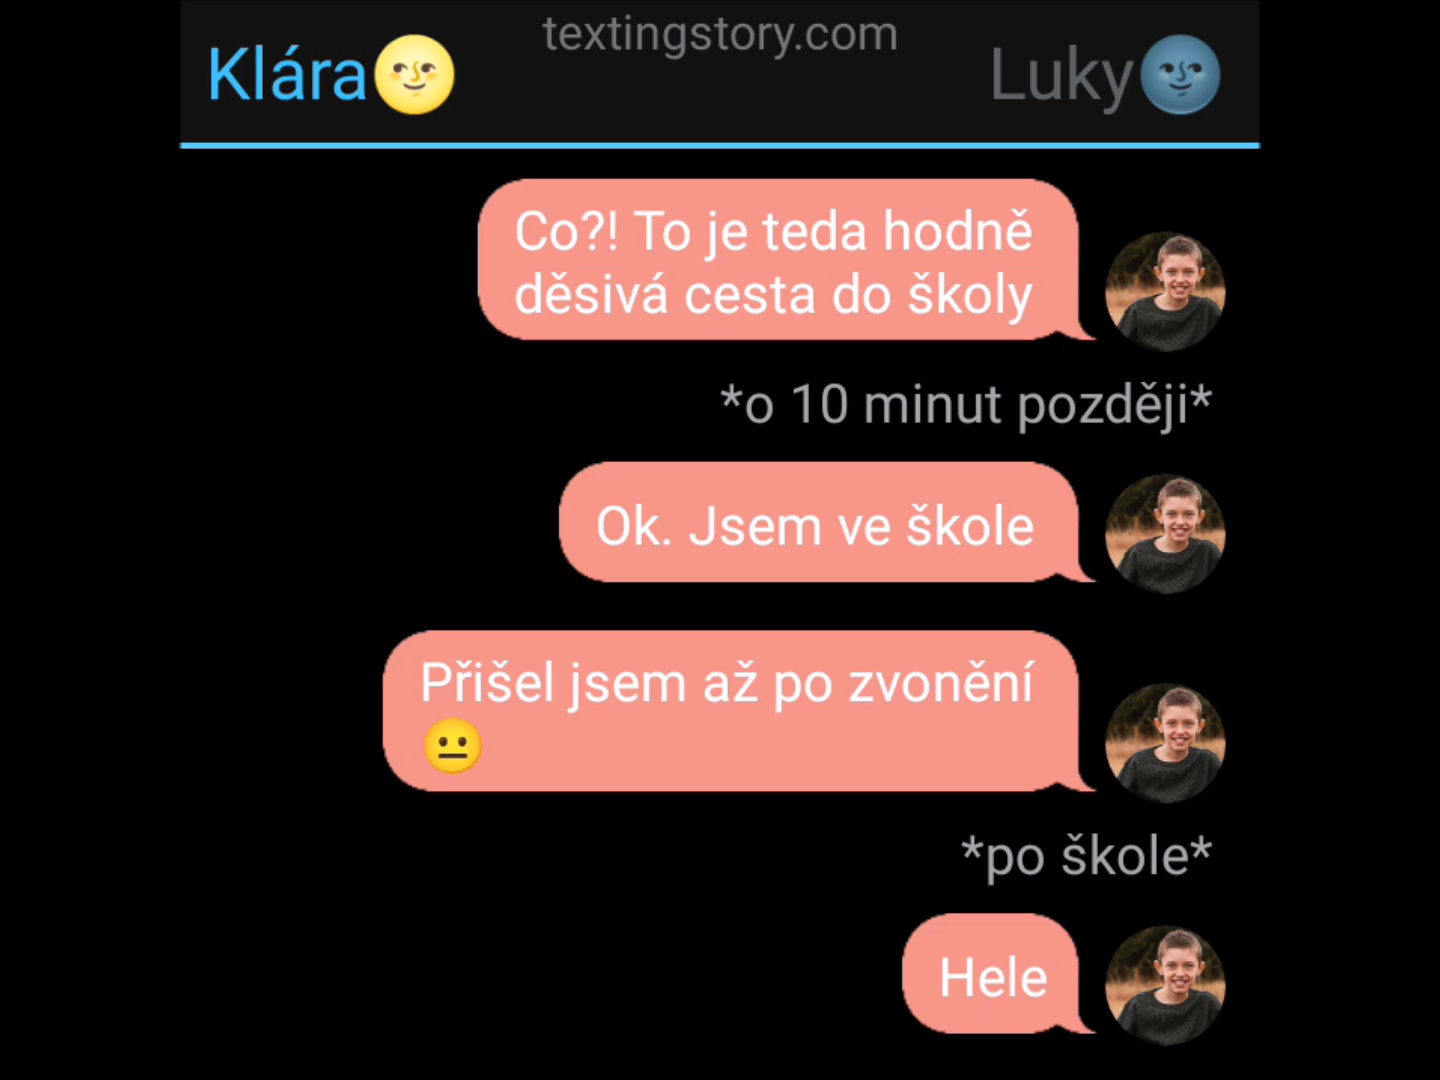 textingstory.com
Klára🌝
Luky🌚
Co?! To je teda hodně
děsivá cesta do školy
*o 10 minut později*
Ok. Jsem ve škole
Přišel jsem až po zvonění
😐
*po škole*
Hele